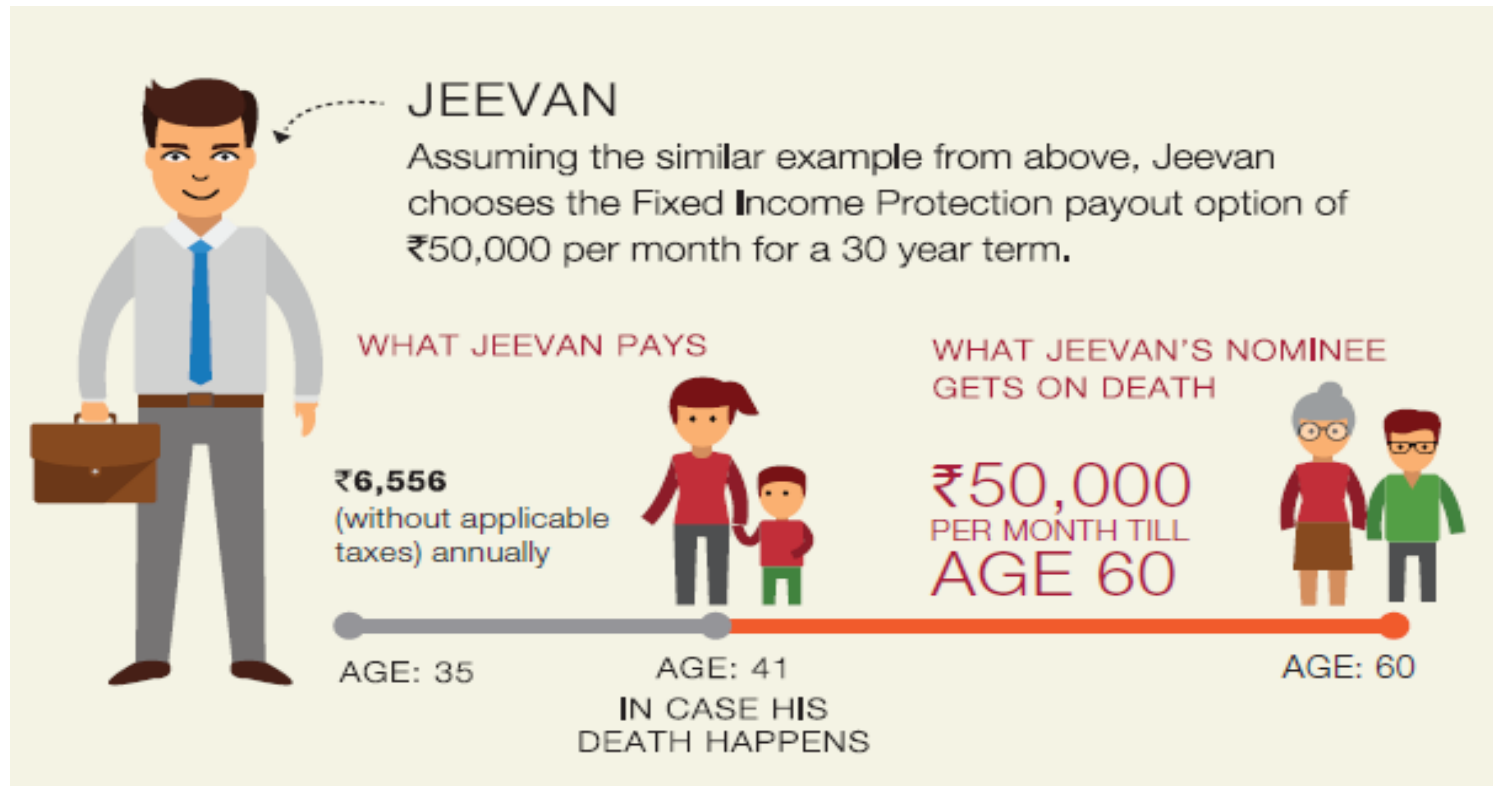 JEEVAN
Assuming the similar example from above, Jeevan
chooses the Fixed Income Protection payout option of
₹50,000 per month for a 30 year term.
WHAT JEEVAN PAYS
₹6,556
(without applicable
taxes) annually
WHAT JEEVAN'S NOMINEE
GETS ON DEATH
₹50,000
PER MONTH TILL
AGE 60
AGE: 35
AGE: 41
IN CASE HIS
DEATH HAPPENS
AGE: 60